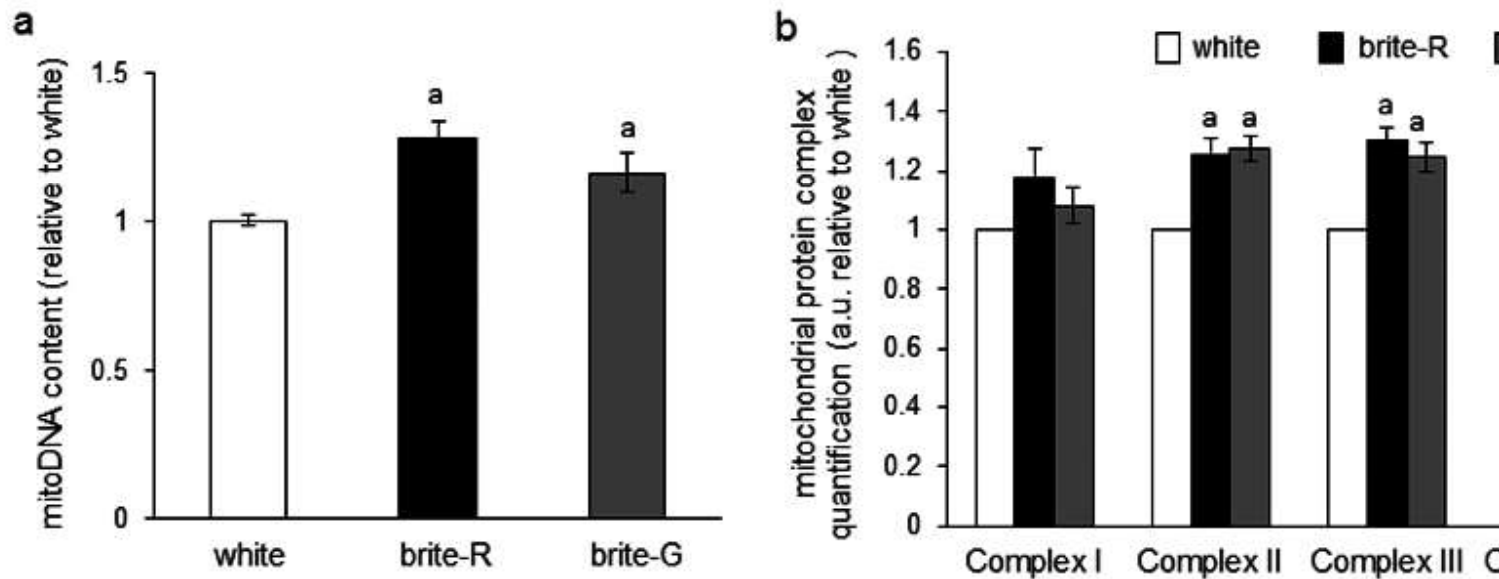 a
mitoDNA content (relative to white)
1.5
1
0.5
0
a
a
white
brite-R
brite-G
b
mitochondrial protein complex
quantification (a.u. relative to white )
1.6
1.4
1.2
1
0.8
0.6
0.4
0.2
0
white
brite-R
a
a
a
a
Complex I
Complex II
Complex III
C